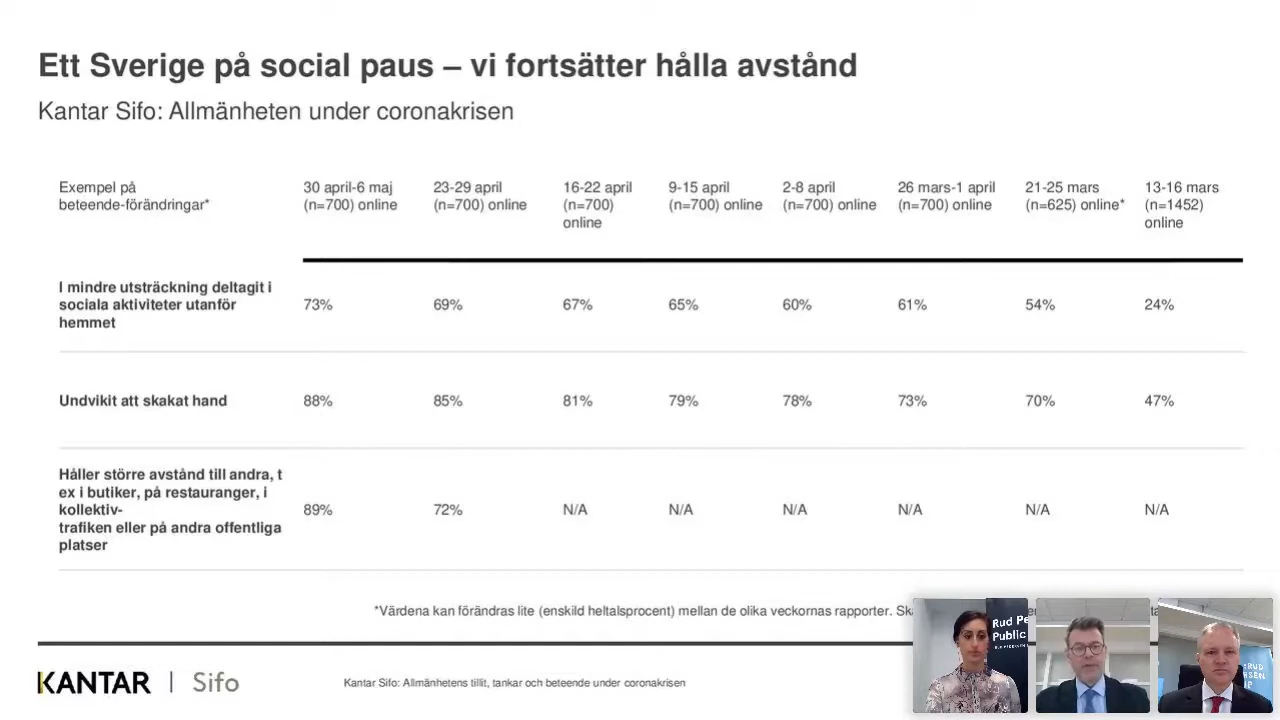 Ett Sverige på social paus – vi fortsätter hålla avstånd
Kantar Sifo: Allmänheten under coronakrisen
Exempel på
beteende-förändringar*
30 april-6 maj
(n=700) online
23-29 april
(n=700) online
16-22 april
(n=700)
online
9-15 april
(n=700) online
2-8 april
(n=700) online
26 mars-1 april
(n=700) online
21-25 mars
(n=625) online*
13-16 mars
(n=1452)
online
I mindre utsträckning deltagit i
sociala aktiviteter utanför
hemmet
73% 69% 67% 65% 60% 61% 54% 24%
Undvikit att skakat hand
88% 85% 81% 79% 78% 73% 70% 47%
Håller större avstånd till andra, t
ex i butiker, på restauranger, i
kollektiv-
trafiken eller på andra offentliga
platser
89% 72% N/A N/A N/A N/A N/A N/A
*Värdena kan förändras lite (enskild heltalsprocent) mellan de olika veckornas rapporter.
KANTAR | Sifo
Kantar Sifo: Allmänhetens tillit, tankar och beteende under coronakrisen
Rud
Public